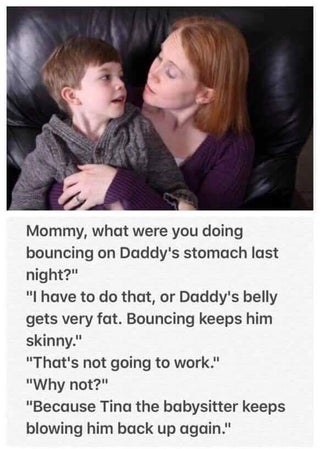 Mommy, what were you doing
bouncing on Daddy's stomach last
night?"
"I have to do that, or Daddy's belly
gets very fat. Bouncing keeps him
skinny."
"That's not going to work."
"Why not?"
"Because Tina the babysitter keeps
blowing him back up again."